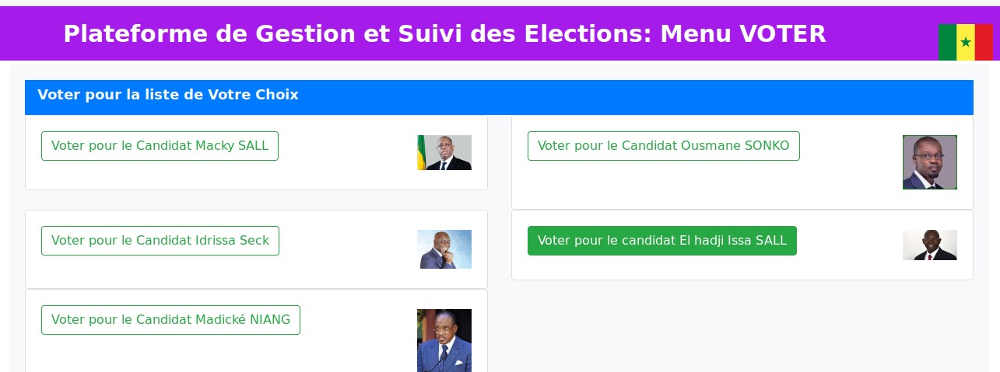 Plateforme de Gestion et Suivi des Elections: Menu VOTER
Voter pour la liste de Votre Choix
Voter pour le Candidat Macky SALL
Voter pour le Candidat Ousmane SONKO
Voter pour le Candidat Idrissa Seck
Voter pour le candidat El hadji Issa SALL
Voter pour le Candidat Madické NIANG